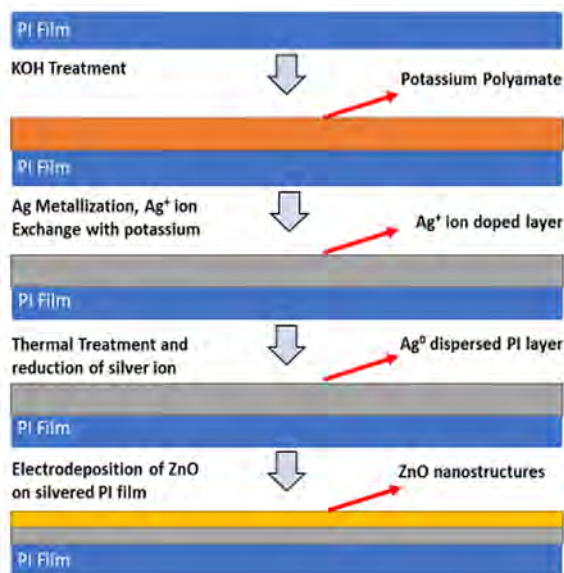 PI Film
KOH Treatment
Potassium Polyamate
PI Film
Ag Metallization, Ag⁺ ion
Exchange with potassium
Ag⁺ ion doped layer
PI Film
Thermal Treatment and
reduction of silver ion
Ag⁰ dispersed PI layer
PI Film
Electrodeposition of ZnO
on silvered PI film
ZnO nanostructures
PI Film